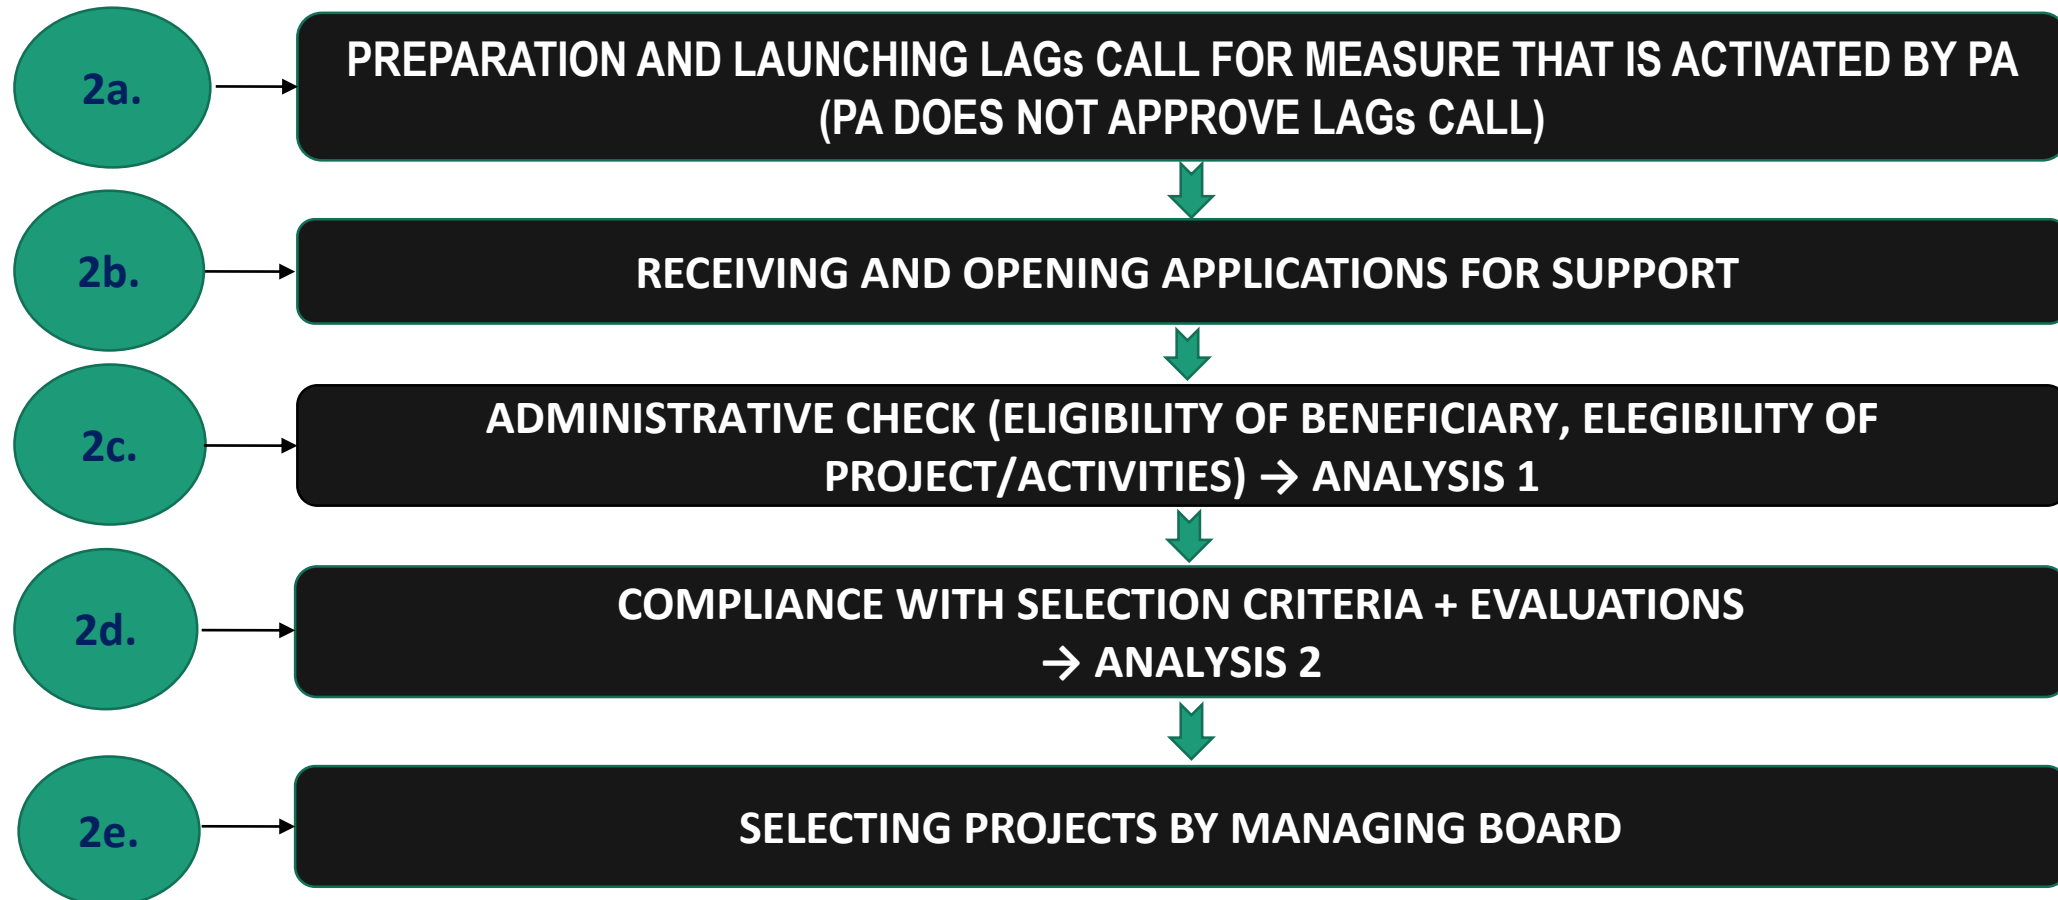 2a.
PREPARATION AND LAUNCHING LAGs CALL FOR MEASURE THAT IS ACTIVATED BY PA
(PA DOES NOT APPROVE LAGs CALL)
2b.
RECEIVING AND OPENING APPLICATIONS FOR SUPPORT
2c.
ADMINISTRATIVE CHECK (ELIGIBILITY OF BENEFICIARY, ELEGIBILITY OF
PROJECT/ACTIVITIES) → ANALYSIS 1
2d.
COMPLIANCE WITH SELECTION CRITERIA + EVALUATIONS
→ ANALYSIS 2
2e.
SELECTING PROJECTS BY MANAGING BOARD